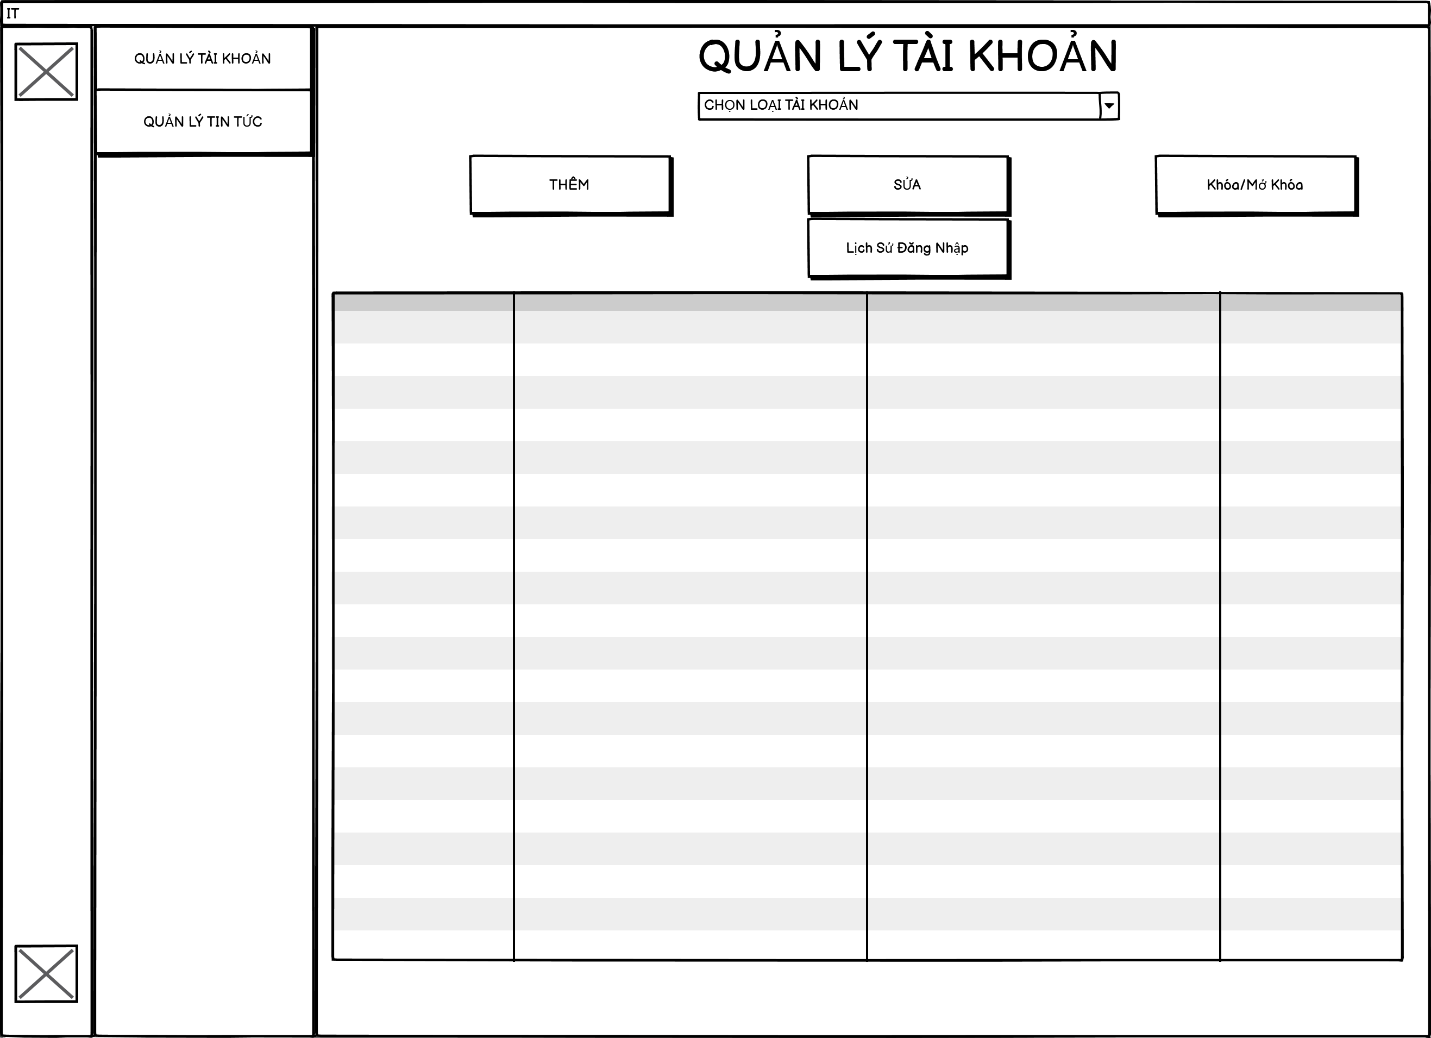 IT
QUẢN LÝ TÀI KHOẢN
QUẢN LÝ TIN TỨC
QUẢN LÝ TÀI KHOẢN
CHỌN LOẠI TÀI KHOẢN
THÊM
SỬA
Khóa/Mở Khóa
Lịch Sử Đăng Nhập